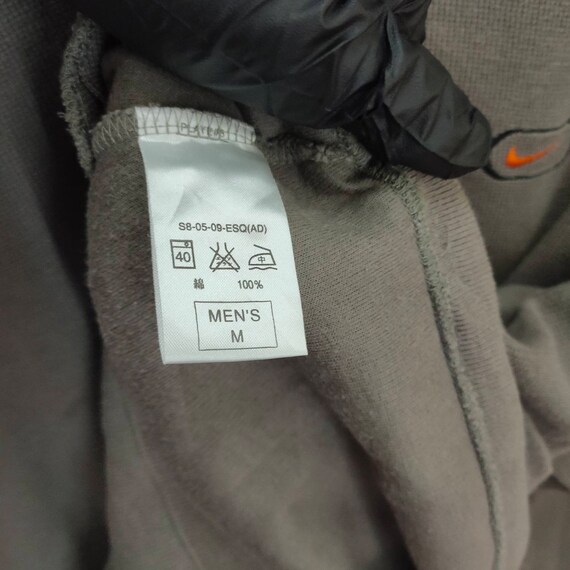 S8-05-09-ESQ(AD)
40 中
綿 100%
MEN'S
M